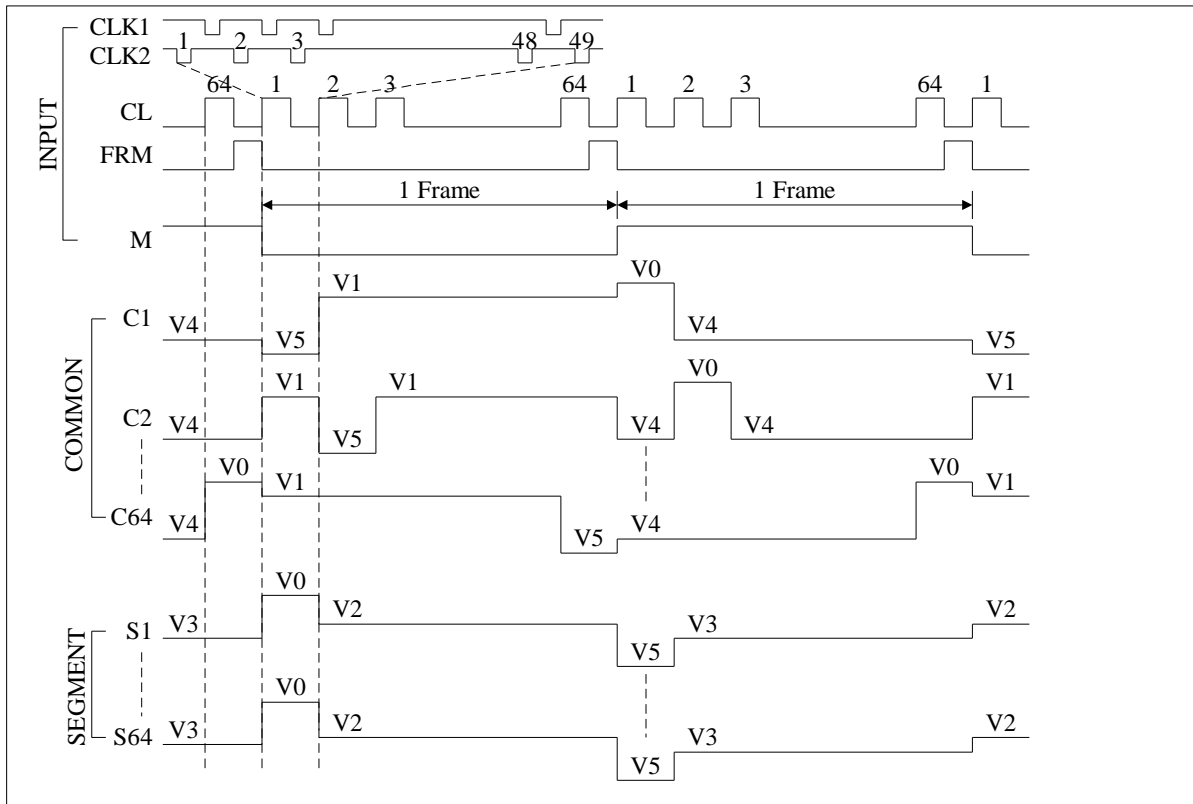 CLK1
1 2 3 48 49
CLK2
64 1 2 3 64 1 2 3 64 1
CL
INPUT
FRM
1 Frame 1 Frame
M
V0
V1
C1 V4 V5 V4 V5
V0
V1 V1 V1
C2 V4 V5 V4 V4
COMMON
V0 V1 V0 V1
C64 V4 V5 V4
V0
S1 V3 V2 V3 V2
V5
SEGMENT
V0
S64 V3 V2 V3 V2
V5